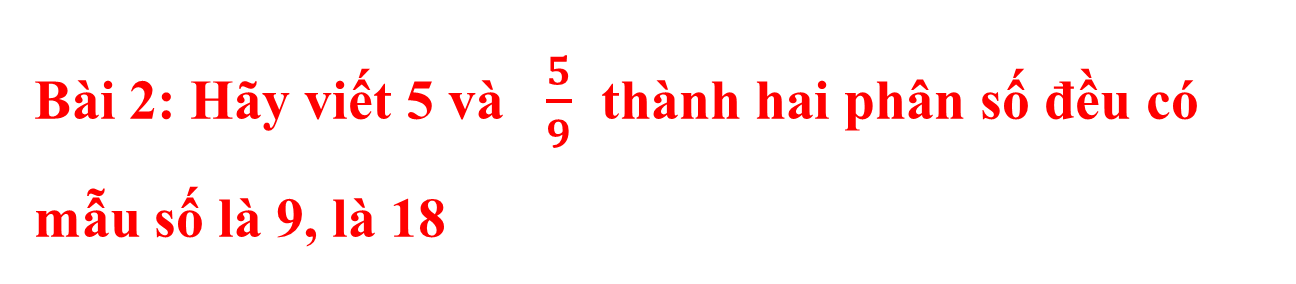 Bài 2: Hãy viết 5 và 5/9 thành hai phân số đều có
mẫu số là 9, là 18